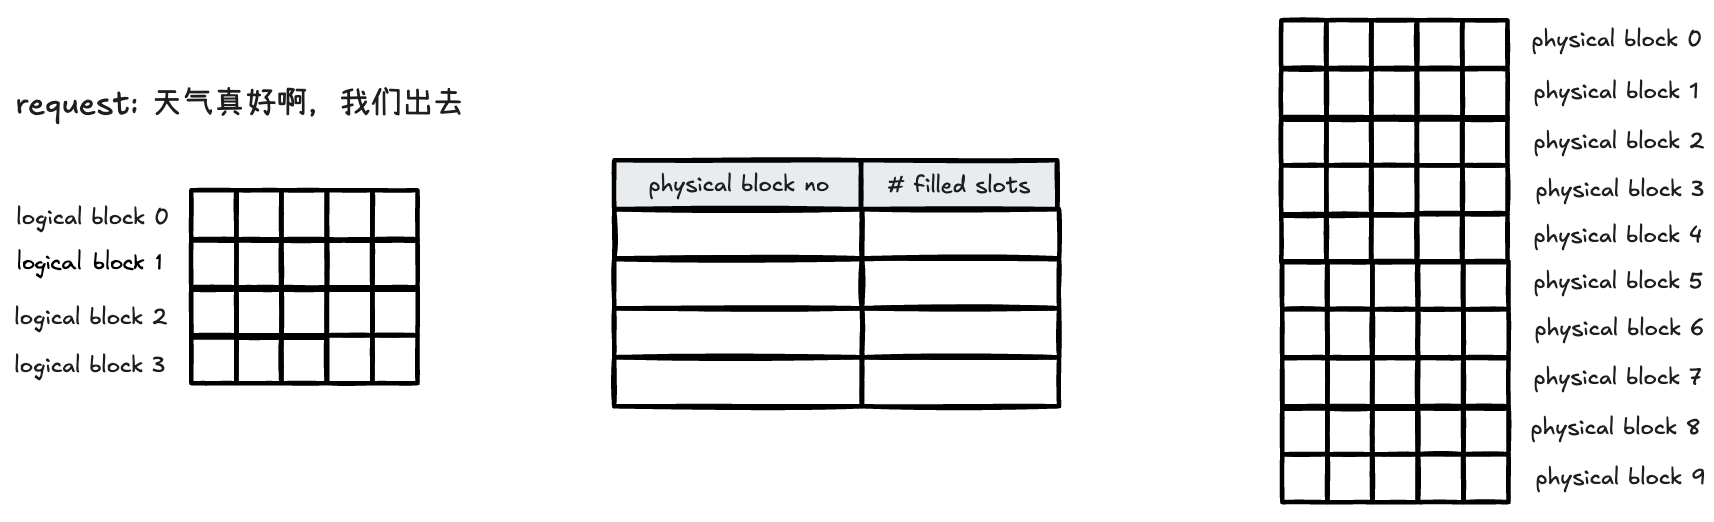 request: 天气真好啊，我们出去
logical block 0
logical block 1
logical block 2
logical block 3
physical block no
# filled slots
physical block 0
physical block 1
physical block 2
physical block 3
physical block 4
physical block 5
physical block 6
physical block 7
physical block 8
physical block 9